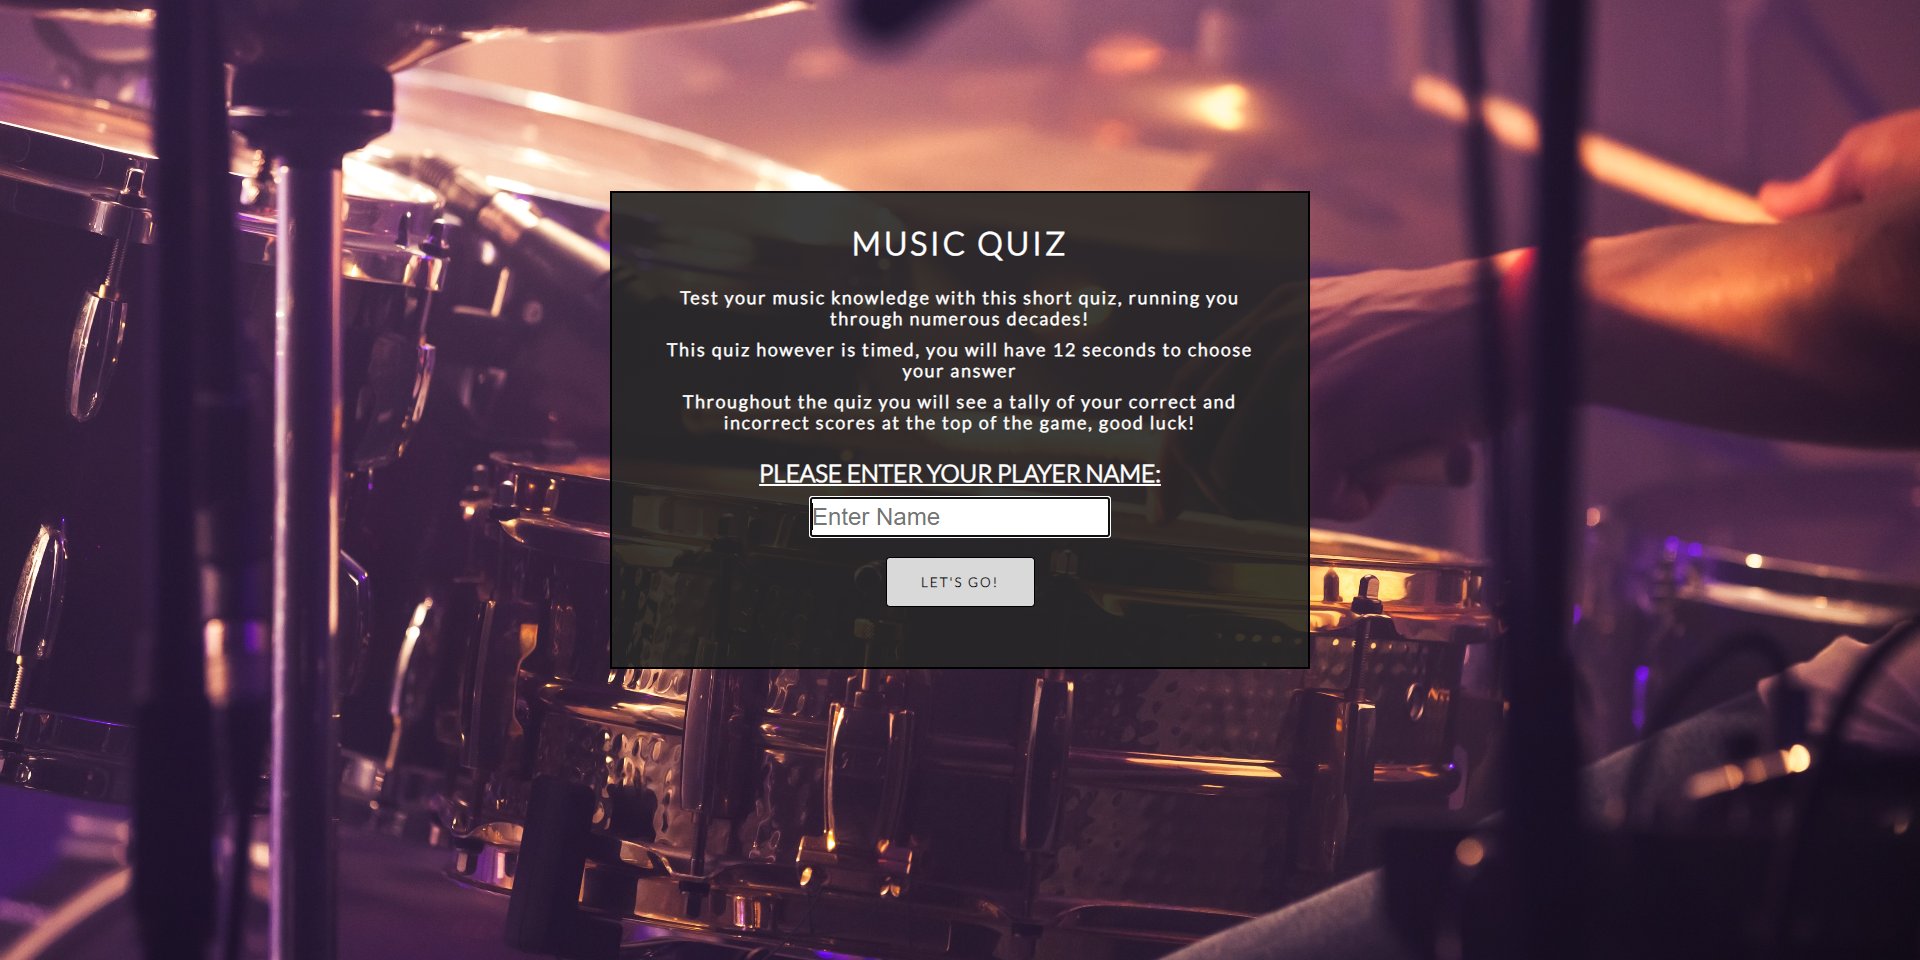 MUSIC QUIZ
Test your music knowledge with this short quiz, running you
through numerous decades!
This quiz however is timed, you will have 12 seconds to choose
your answer
Throughout the quiz you will see a tally of your correct and
incorrect scores at the top of the game, good luck!
PLEASE ENTER YOUR PLAYER NAME:
Enter Name
LET'S GO!